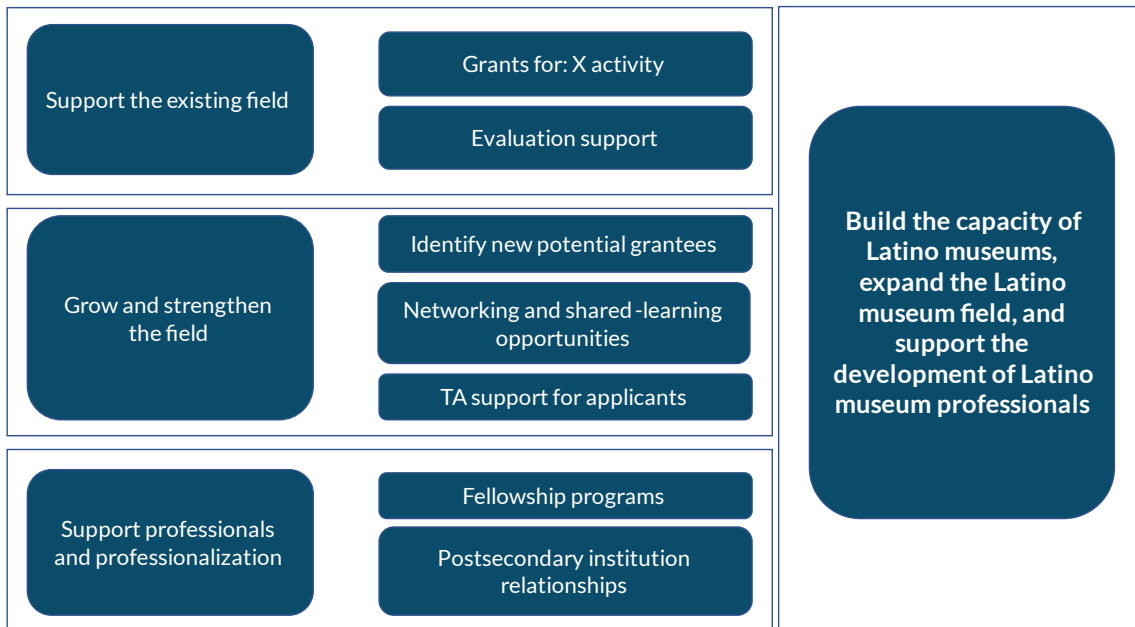 Support the existing field
Grants for: X activity
Evaluation support
Grow and strengthen
the field
Identify new potential grantees
Networking and shared-learning
opportunities
TA support for applicants
Support professionals
and professionalization
Fellowship programs
Postsecondary institution
relationships
Build the capacity of
Latino museums,
expand the Latino
museum field, and
support the
development of Latino
museum professionals